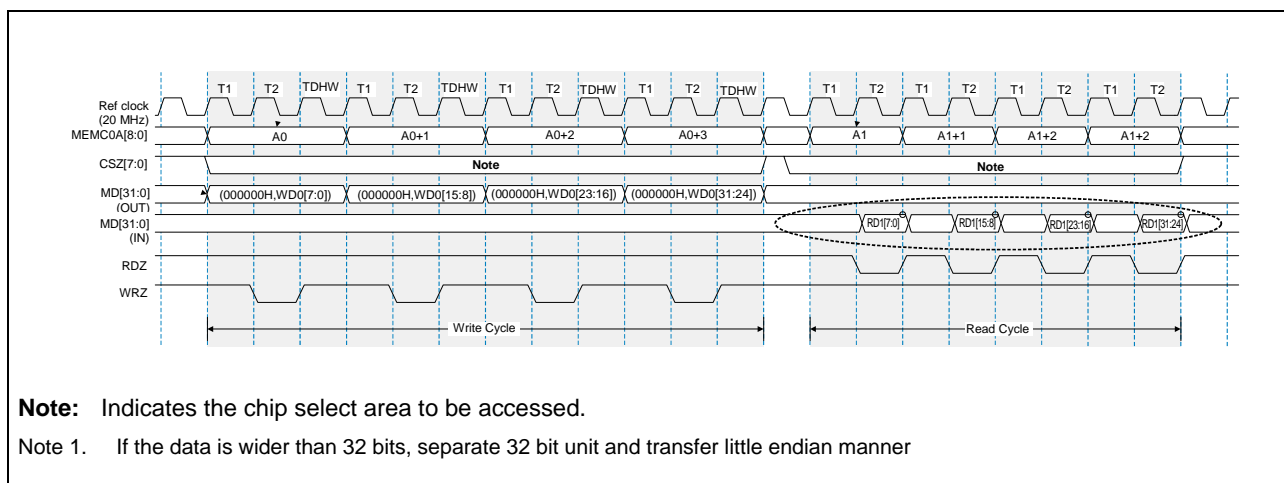 T1 T2 TDHW T1 T2 TDHW T1 T2 TDHW T1 T2 TDHW T1 T2 T1 T2 T1 T2 T1 T2
Ref clock
(20 MHz)
MEMC0A[8:0] A0 A0+1 A0+2 A0+3 A1 A1+1 A1+2 A1+2
CSZ[7:0] Note Note
MD[31:0]
(OUT) (000000H,WD0[7:0]) (000000H,WD0[15:8]) (000000H,WD0[23:16]) (000000H,WD0[31:24])
MD[31:0]
(IN) RD1[7:0] RD1[15:8] RD1[23:16] RD1[31:24]
RDZ
WRZ
Write Cycle Read Cycle
Note: Indicates the chip select area to be accessed.
Note 1. If the data is wider than 32 bits, separate 32 bit unit and transfer little endian manner